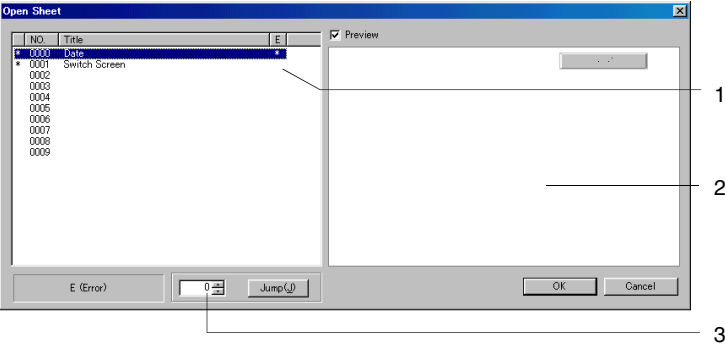 Open Sheet
NO. Title E
* 0000 Date *
* 0001 Switch Screen
0002
0003
0004
0005
0006
0007
0008
0009
Preview
1
2
E (Error)
0
Jump(J)
OK
Cancel
3